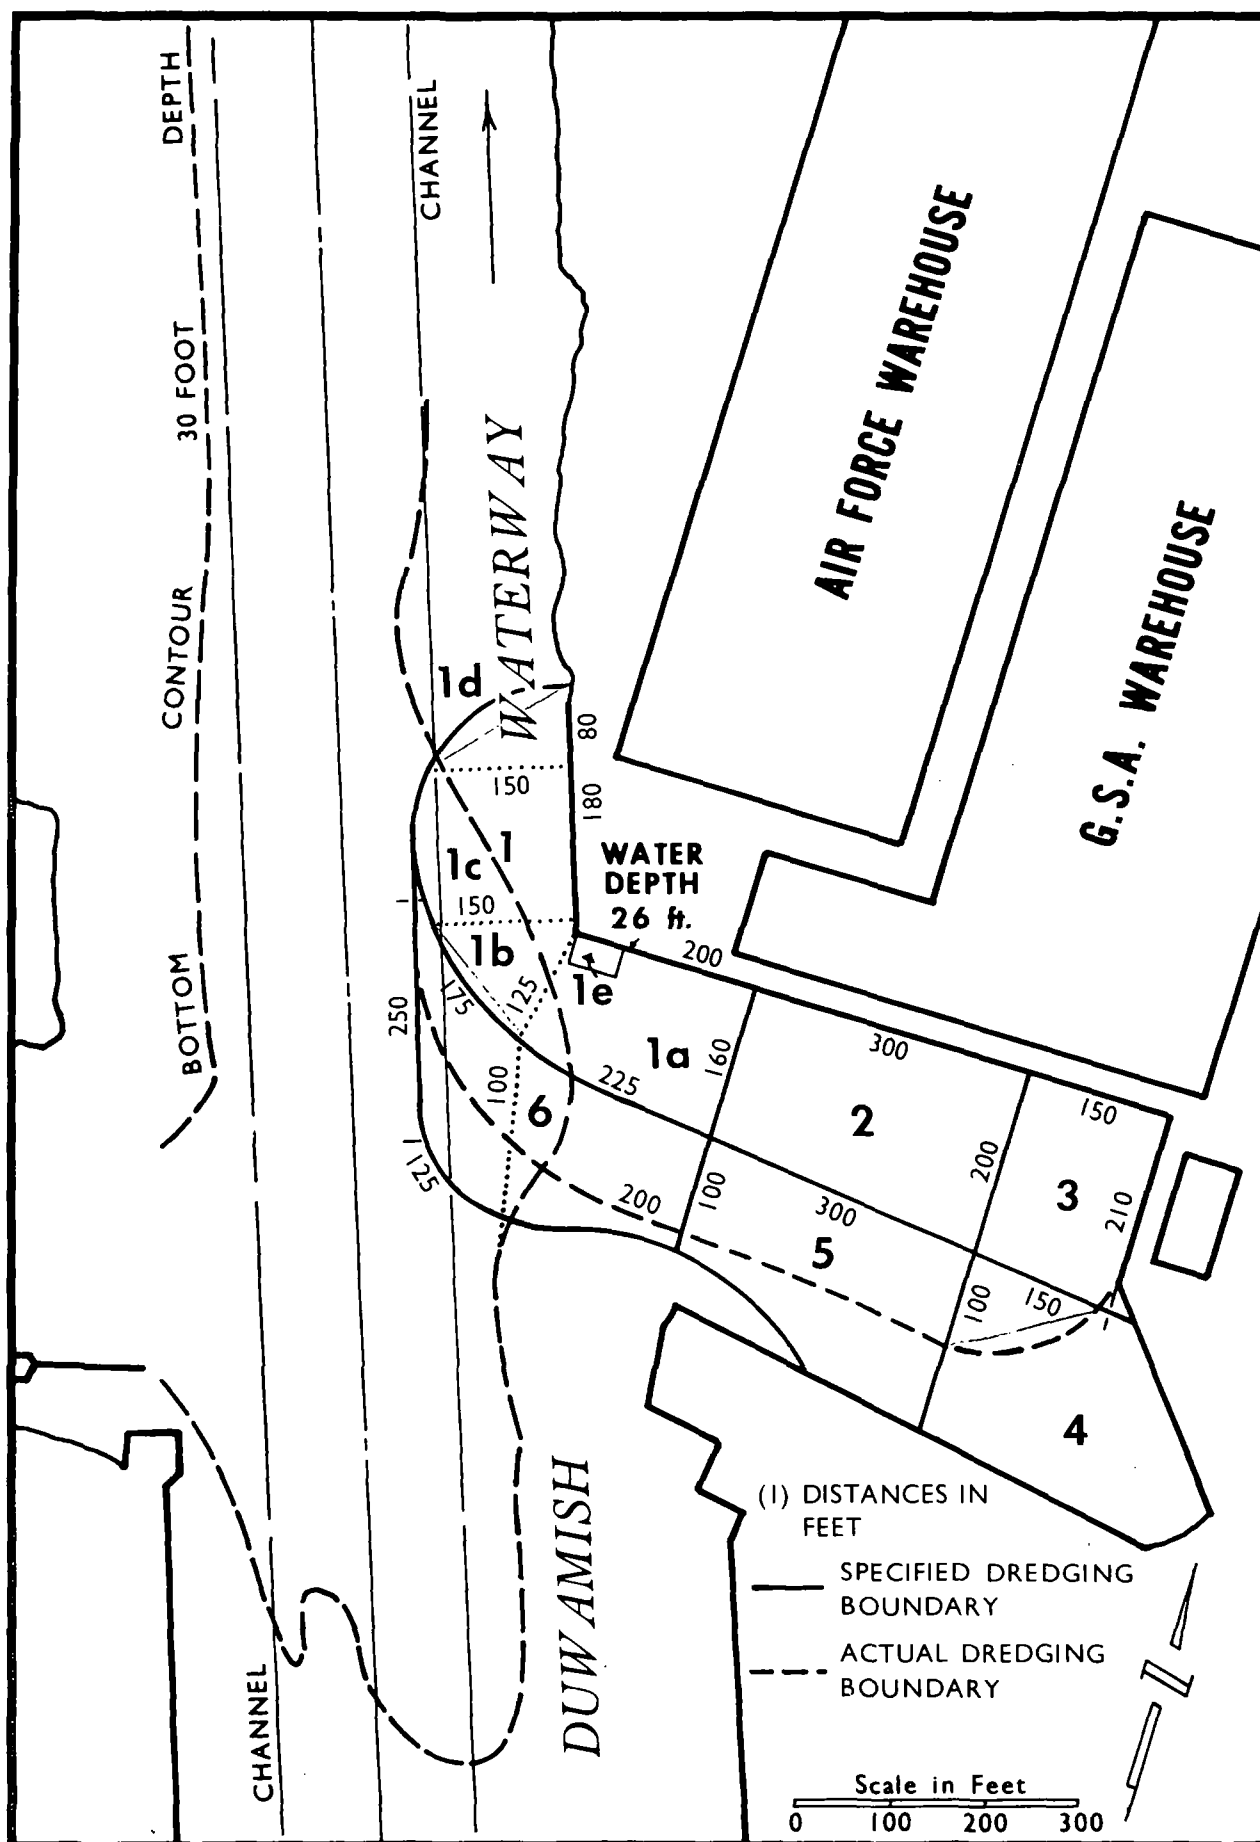 DEPTH
30 FOOT
CONTOUR
BOTTOM
CHANNEL
CHANNEL
WATERWAY
DUWAMISH
AIR FORCE WAREHOUSE
G.S.A. WAREHOUSE
1d
80
150
180
1
1c
150
1b
WATER
DEPTH
26 ft.
200
1e
125
175
250
1a
160
300
150
225
100
6
2
200
3
210
125
200
100
300
5
100
150
4
(1) DISTANCES IN
FEET
SPECIFIED DREDGING
BOUNDARY
ACTUAL DREDGING
BOUNDARY
N
Scale in Feet
0 100 200 300